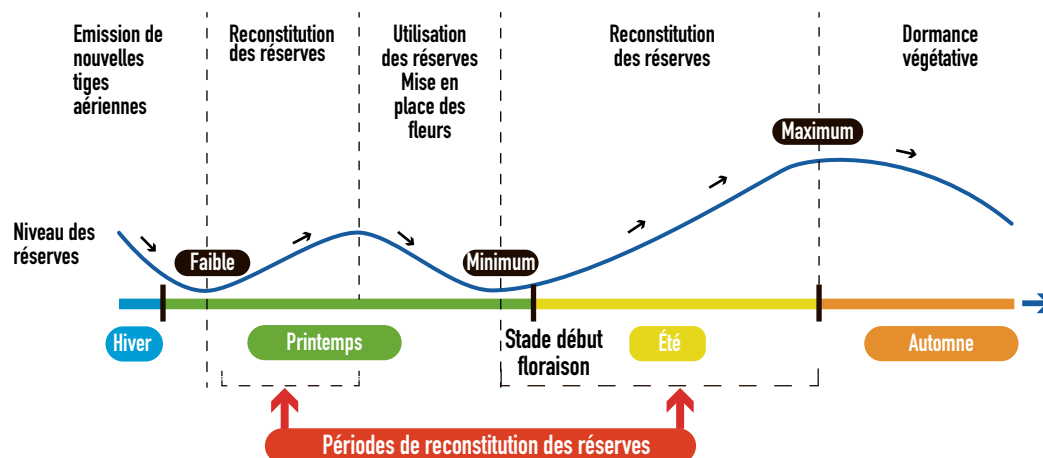 Emission de
nouvelles
tiges
aériennes
Reconstitution
des réserves
Utilisation
des réserves
Mise en
place des
fleurs
Reconstitution
des réserves
Dormance
végétative
Maximum
Niveau des
réserves
Faible
Minimum
Hiver
Printemps
Stade début
floraison
Été
Automne
Périodes de reconstitution des réserves